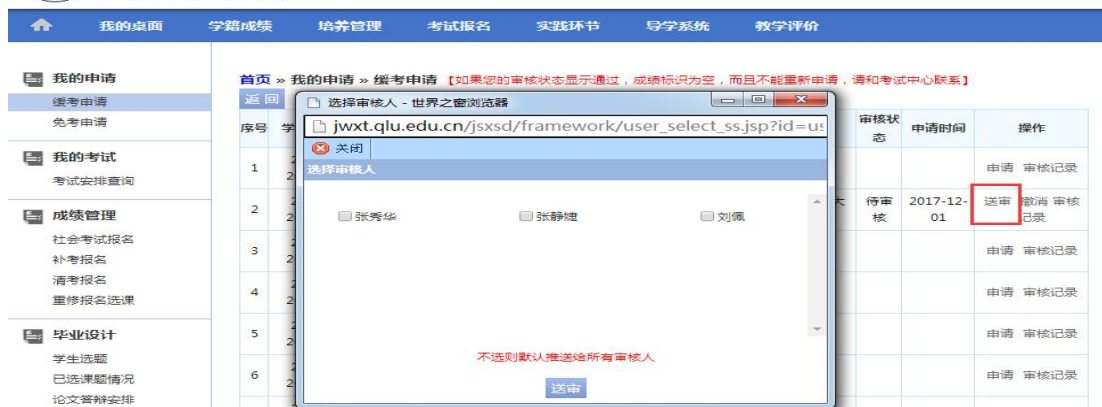 我的桌面 学籍成绩 培养管理 考试报名 实践环节 导学系统 教学评价
我的申请
缓考申请
免考申请
我的考试
考试安排查询
成绩管理
社会考试报名
补考报名
清考报名
重修报名选课
毕业设计
学生选题
已选课题情况
论文答辩安排
首页 » 我的申请 » 缓考申请 【如果您的审核状态显示通过，成绩标识为空，而且不能重新申请，请和考试中心联系】
返 回
序号 审核状态 申请时间 操作
1 申请 审核记录
2 待审核 2017-12-01 送审 撤消 审核记录
3 申请 审核记录
4 申请 审核记录
5 申请 审核记录
6 申请 审核记录
选择审核人 - 世界之窗浏览器
jwxt.qlu.edu.cn/jsxsd/framework/user_select_ss.jsp?id=us
关闭
选择审核人
张秀华 张静婕 刘佩
不选则默认推送给所有审核人
送审